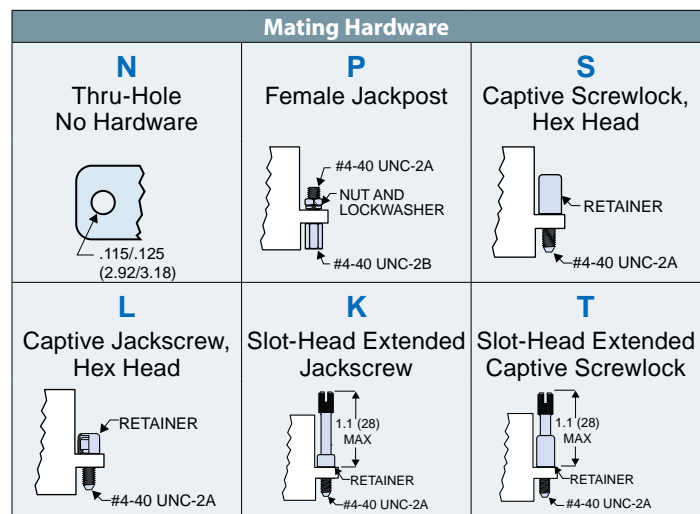 Mating Hardware
N
Thru-Hole
No Hardware
.115/.125
(2.92/3.18)
P
Female Jackpost
#4-40 UNC-2A
NUT AND
LOCKWASHER
#4-40 UNC-2B
S
Captive Screwlock,
Hex Head
RETAINER
#4-40 UNC-2A
L
Captive Jackscrew,
Hex Head
RETAINER
#4-40 UNC-2A
K
Slot-Head Extended
Jackscrew
1.1 (28)
MAX
RETAINER
#4-40 UNC-2A
T
Slot-Head Extended
Captive Screwlock
1.1 (28)
MAX
RETAINER
#4-40 UNC-2A